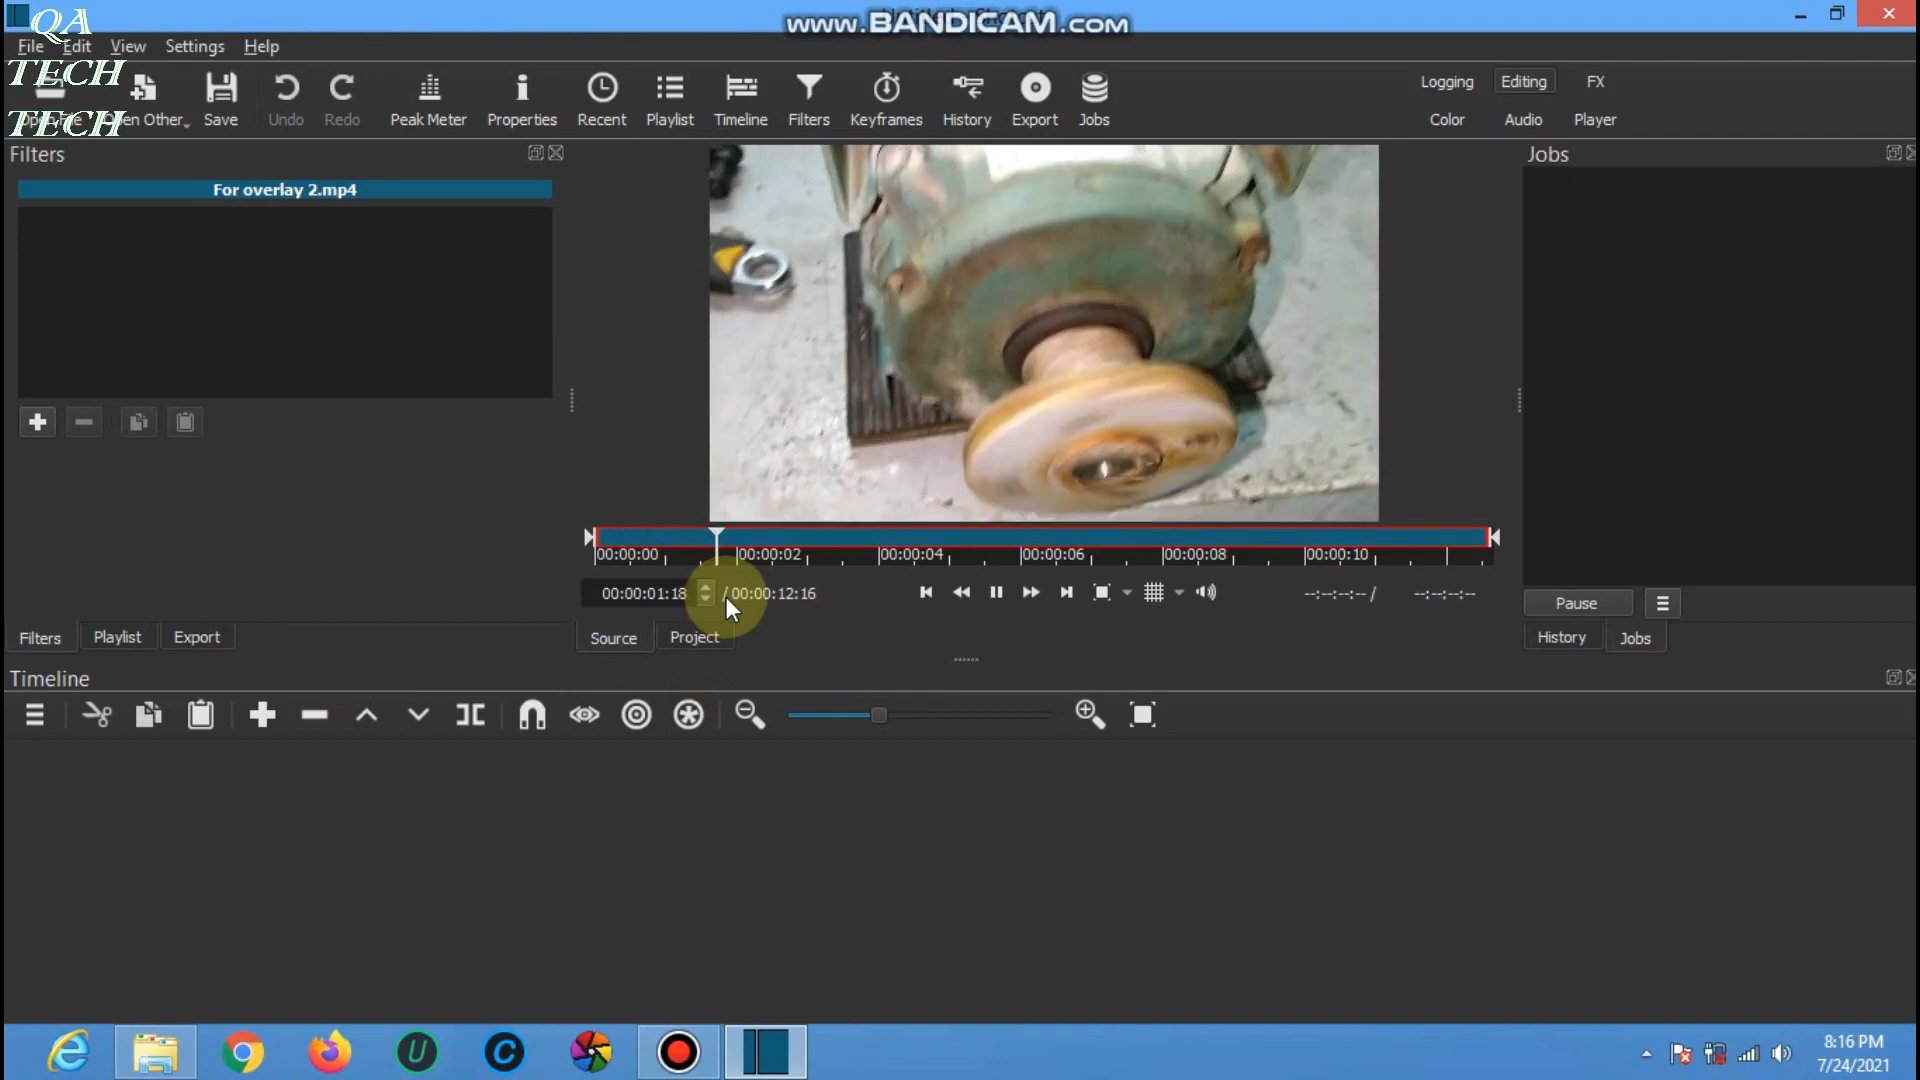 QA
TECH
TECH
www.BANDICAM.com
File Edit View Settings Help
Open Other Save Undo Redo Peak Meter Properties Recent Playlist Timeline Filters Keyframes History Export Jobs
Logging Editing FX
Color Audio Player
Filters
Jobs
For overlay 2.mp4
00:00:00 00:00:02 00:00:04 00:00:06 00:00:08 00:00:10
00:00:01:18 / 00:00:12:16 --:--:--:-- / --:--:--:--
Pause
Filters Playlist Export Source Project History Jobs
Timeline
U C
8:16 PM
7/24/2021